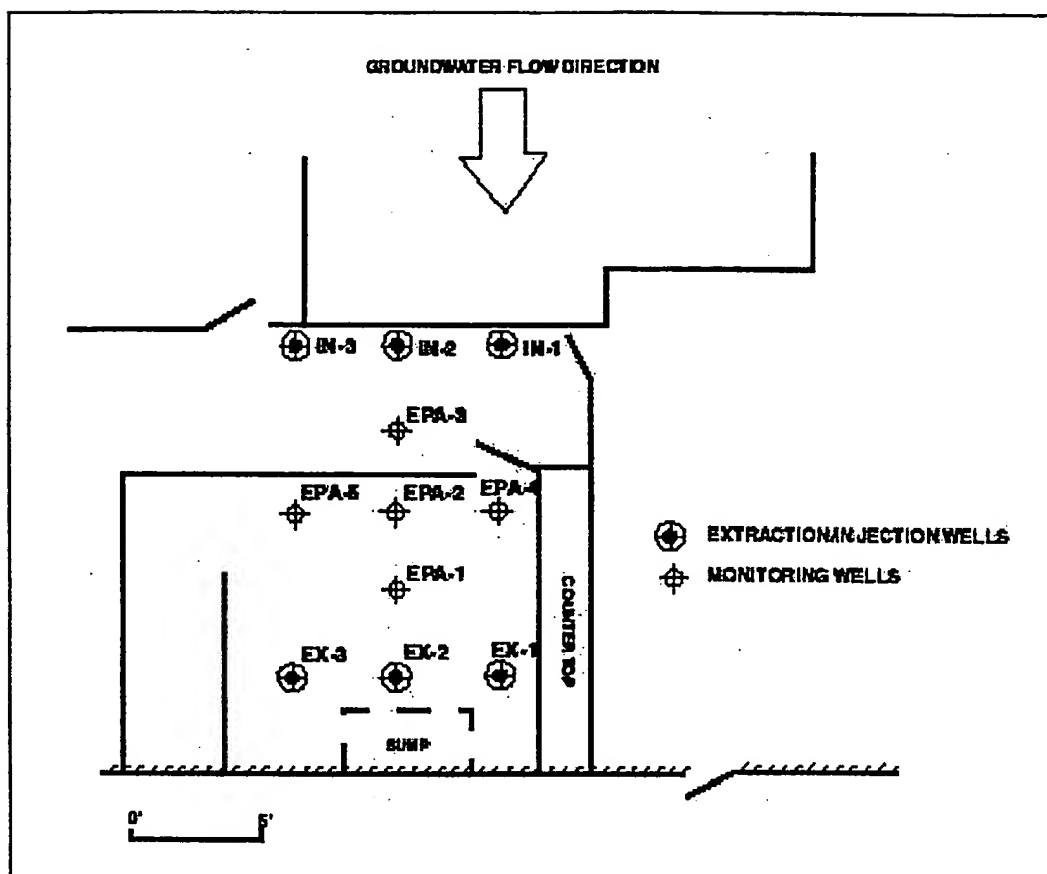 GROUNDWATER FLOW DIRECTION
IN-3
IN-2
IN-1
EPA-3
EPA-5
EPA-2
EPA-4
EXTRACTION/INJECTION WELLS
MONITORING WELLS
EPA-1
COUNTER TOP
EX-3
EX-2
EX-1
SUMP
0'
5'